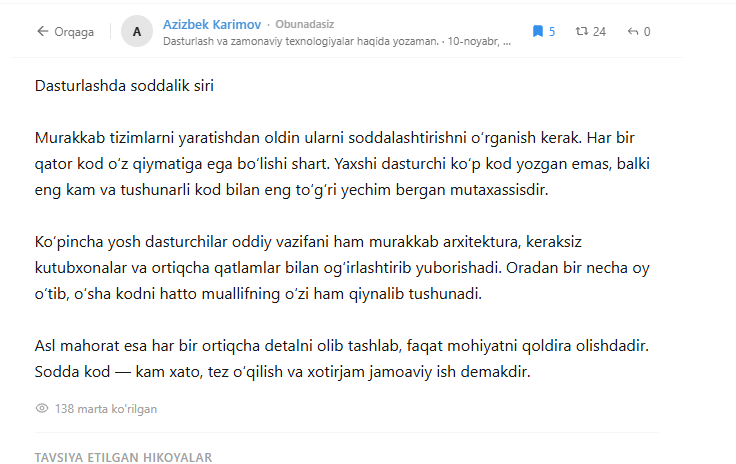 Orqaga
A
Azizbek Karimov · Obunadasiz
Dasturlash va zamonaviy texnologiyalar haqida yozaman. · 10-noyabr, ...
5
24
0
Dasturlashda soddalik siri
Murakkab tizimlarni yaratishdan oldin ularni soddalashtirishni oʻrganish kerak. Har bir
qator kod oʻz qiymatiga ega boʻlishi shart. Yaxshi dasturchi koʻp kod yozgan emas, balki
eng kam va tushunarli kod bilan eng toʻgʻri yechim bergan mutaxassisdir.
Koʻpincha yosh dasturchilar oddiy vazifani ham murakkab arxitektura, keraksiz
kutubxonalar va ortiqcha qatlamlar bilan ogʻirlashtirib yuborishadi. Oradan bir necha oy
oʻtib, oʻsha kodni hatto muallifning oʻzi ham qiynalib tushunadi.
Asl mahorat esa har bir ortiqcha detalni olib tashlab, faqat mohiyatni qoldira olishdadir.
Sodda kod — kam xato, tez oʻqilish va xotirjam jamoaviy ish demakdir.
138 marta koʻrilgan
TAVSIYA ETILGAN HIKOYALAR